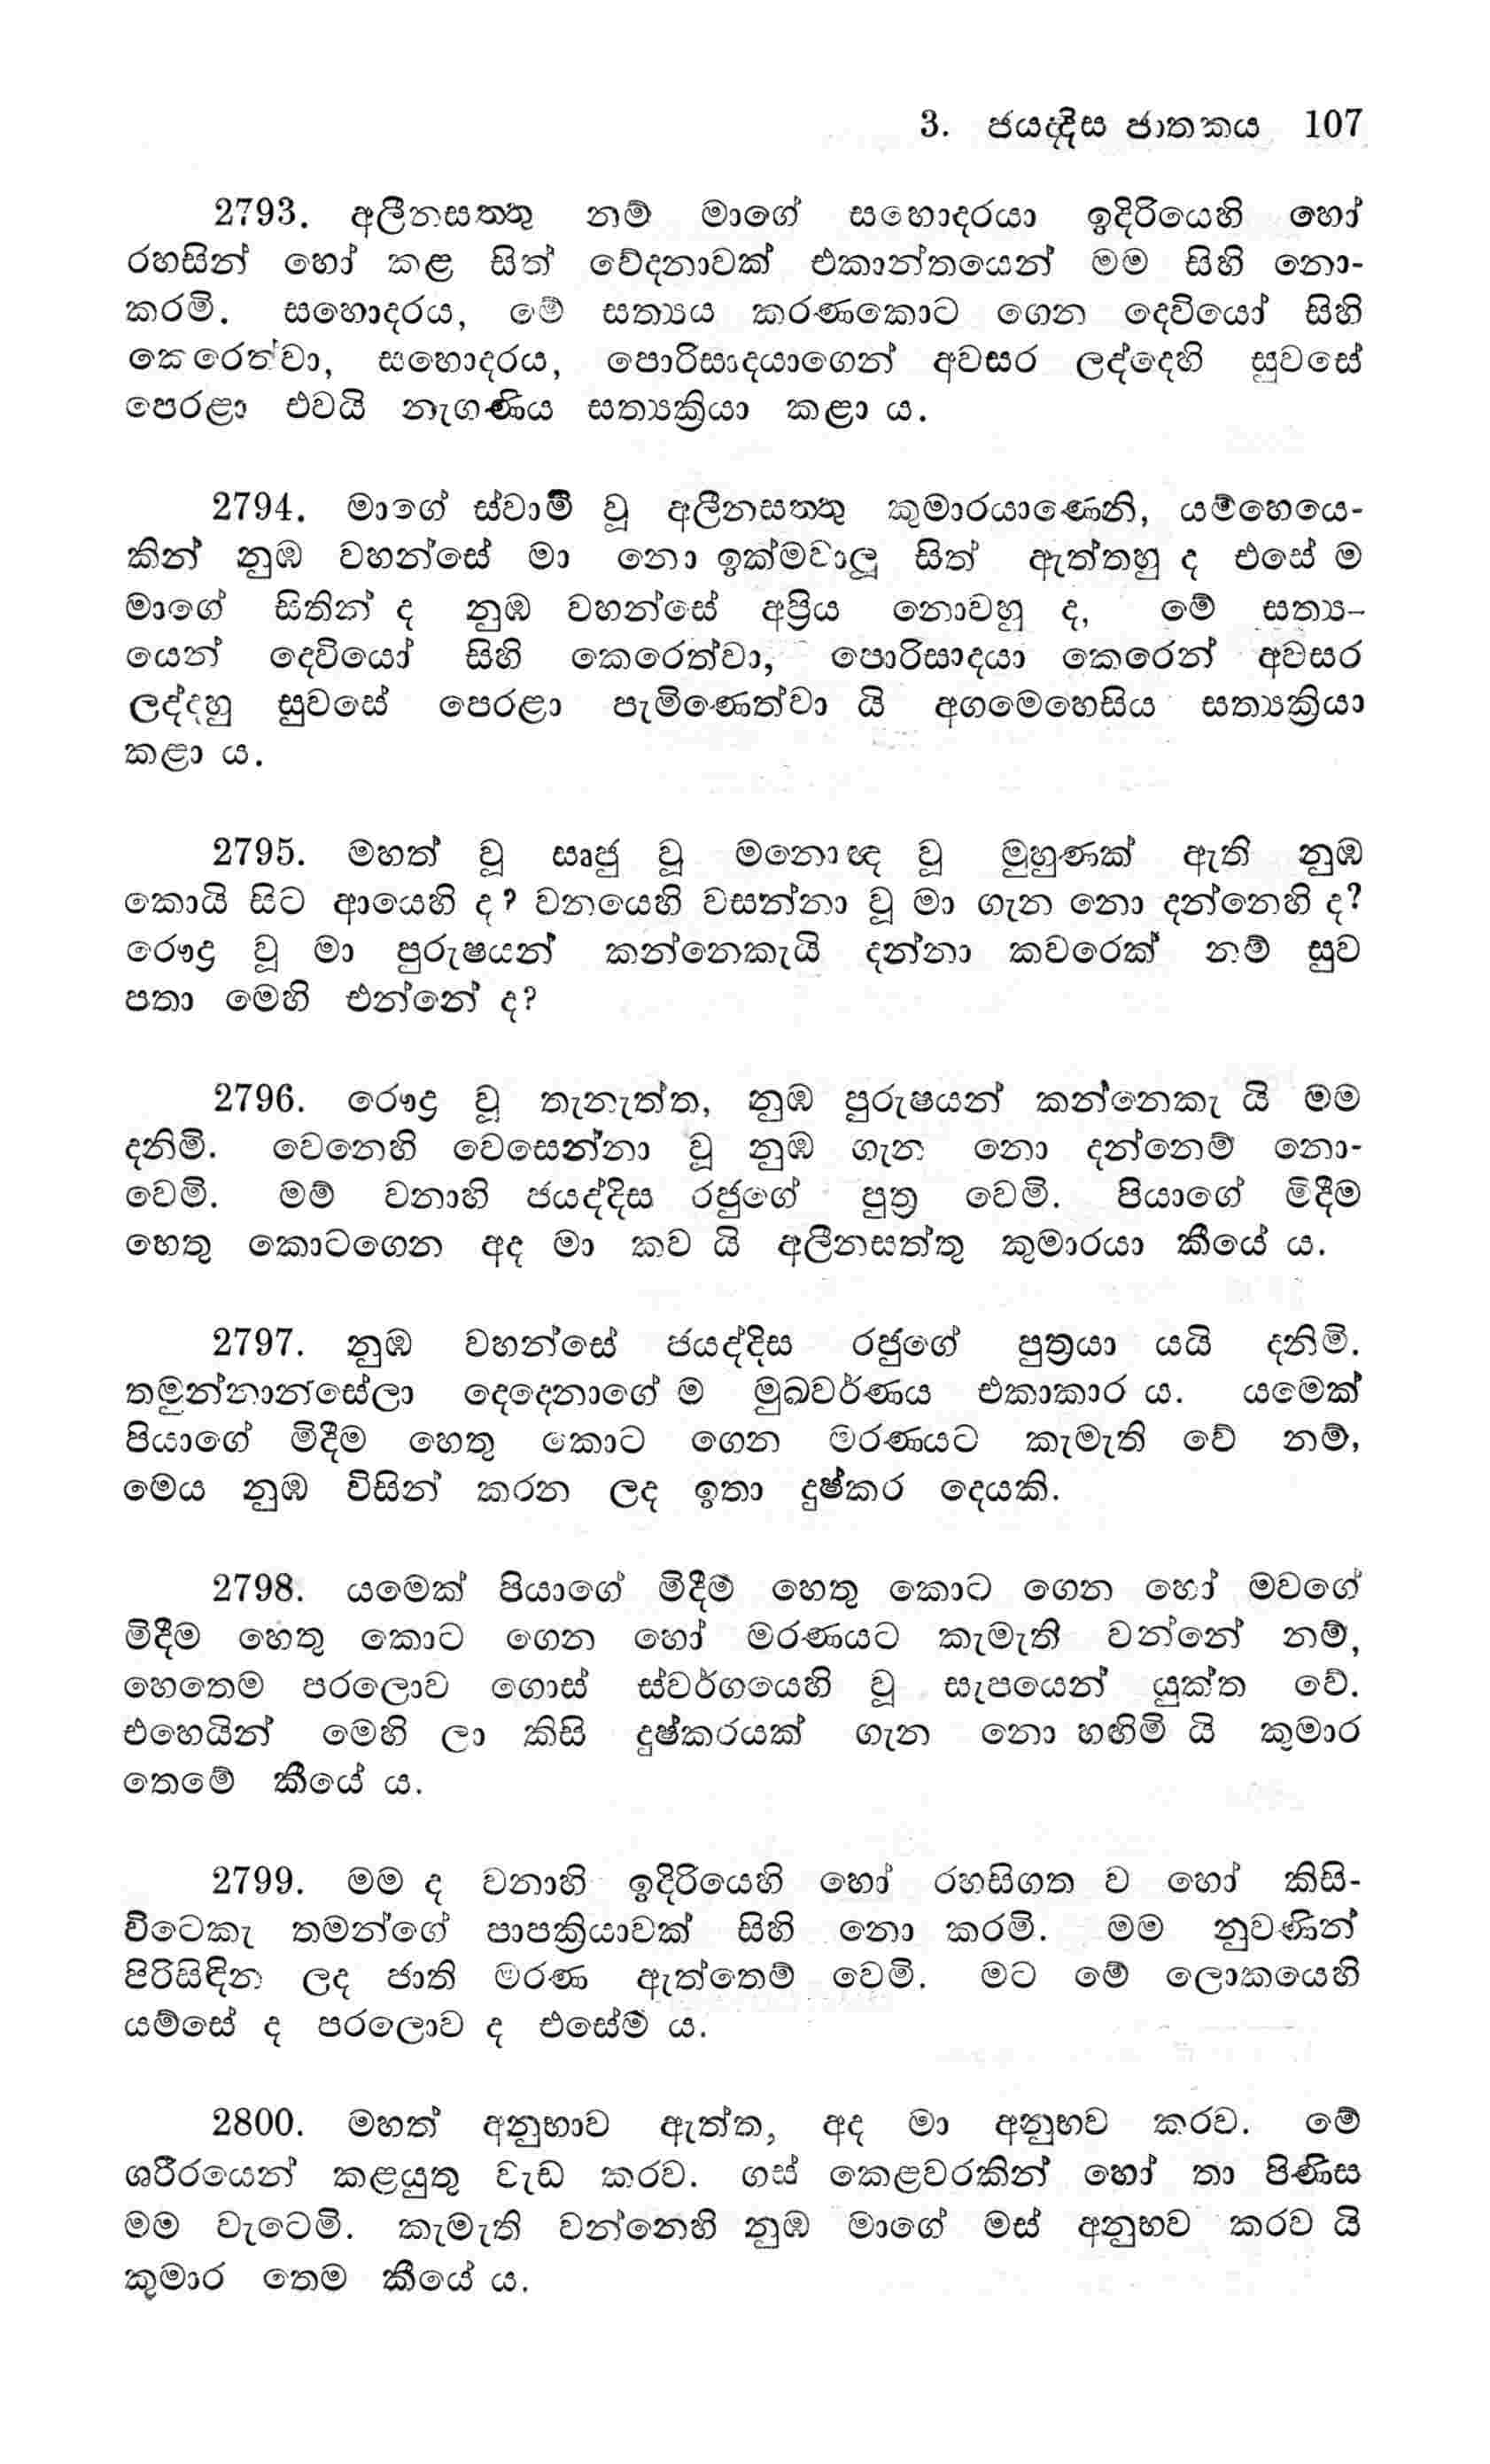 3. ජයද්දිස ජාතකය 107
2793. අලීනසත්තු නම් මාගේ සහොදරයා ඉදිරියෙහි හෝ
රහසින් හෝ කළ සිත් වේදනාවක් එකාන්තයෙන් මම සිහි නො-
කරමි. සහොදරය, මේ සත්‍යය කරණකොට ගෙන දෙවියෝ සිහි
කෙරෙත්වා, සහොදරය, පොරිසාදයාගෙන් අවසර ලද්දෙහි සුවසේ
පෙරළා එවයි නැගණිය සත්‍යක්‍රියා කළා ය.
2794. මාගේ ස්වාමී වූ අලීනසත්තු කුමාරයාණෙනි, යම්හෙයෙ-
කින් නුඹ වහන්සේ මා නො ඉක්මවාලූ සිත් ඇත්තහු ද එසේ ම
මාගේ සිතින් ද නුඹ වහන්සේ අප්‍රිය නොවහු ද, මේ සත්‍ය-
යෙන් දෙවියෝ සිහි කෙරෙත්වා, පොරිසාදයා කෙරෙන් අවසර
ලද්දහු සුවසේ පෙරළා පැමිණෙත්වා යි අගමෙහෙසිය සත්‍යක්‍රියා
කළා ය.
2795. මහත් වූ සෘජු වූ මනොඥ වූ මුහුණක් ඇති නුඹ
කොයි සිට ආයෙහි ද? වනයෙහි වසන්නා වූ මා ගැන නො දන්නෙහි ද?
රෞද්‍ර වූ මා පුරුෂයන් කන්නෙකැයි දන්නා කවරෙක් නම් සුව
පතා මෙහි එන්නේ ද?
2796. රෞද්‍ර වූ තැනැත්ත, නුඹ පුරුෂයන් කන්නෙකැ යි මම
දනිමි. වෙනෙහි වෙසෙන්නා වූ නුඹ ගැන නො දන්නෙම් නො-
වෙමි. මම් වනාහි ජයද්දිස රජුගේ පුත්‍ර වෙමි. පියාගේ මිදීම
හෙතු කොටගෙන අද මා කව යි අලීනසත්තු කුමාරයා කීයේ ය.
2797. නුඹ වහන්සේ ජයද්දිස රජුගේ පුත්‍රයා යයි දනිමි.
තමුන්නාන්සේලා දෙදෙනාගේ ම මුඛවර්ණය එකාකාර ය. යමෙක්
පියාගේ මිදීම හෙතු කොට ගෙන මරණයට කැමැති වේ නම්,
මෙය නුඹ විසින් කරන ලද ඉතා දුෂ්කර දෙයකි.
2798. යමෙක් පියාගේ මිදීම හෙතු කොට ගෙන හෝ මවගේ
මිදීම හෙතු කොට ගෙන හෝ මරණයට කැමැති වන්නේ නම්,
හෙතෙම පරලොව ගොස් ස්වර්ගයෙහි වූ සැපයෙන් යුක්ත වේ.
එහෙයින් මෙහි ලා කිසි දුෂ්කරයක් ගැන නො හඟිමි යි කුමාර
තෙමේ කීයේ ය.
2799. මම ද වනාහි ඉදිරියෙහි හෝ රහසිගත ව හෝ කිසි-
විටෙකැ තමන්ගේ පාපක්‍රියාවක් සිහි නො කරමි. මම නුවණින්
පිරිසිඳින ලද ජාති මරණ ඇත්තෙම් වෙමි. මට මේ ලොකයෙහි
යම්සේ ද පරලොව ද එසේම ය.
2800. මහත් අනුභාව ඇත්ත, අද මා අනුභව කරව. මේ
ශරීරයෙන් කළයුතු වැඩ කරව. ගස් කෙළවරකින් හෝ තා පිණිස
මම වැටෙමි. කැමැති වන්නෙහි නුඹ මාගේ මස් අනුභව කරව යි
කුමාර තෙම කීයේ ය.